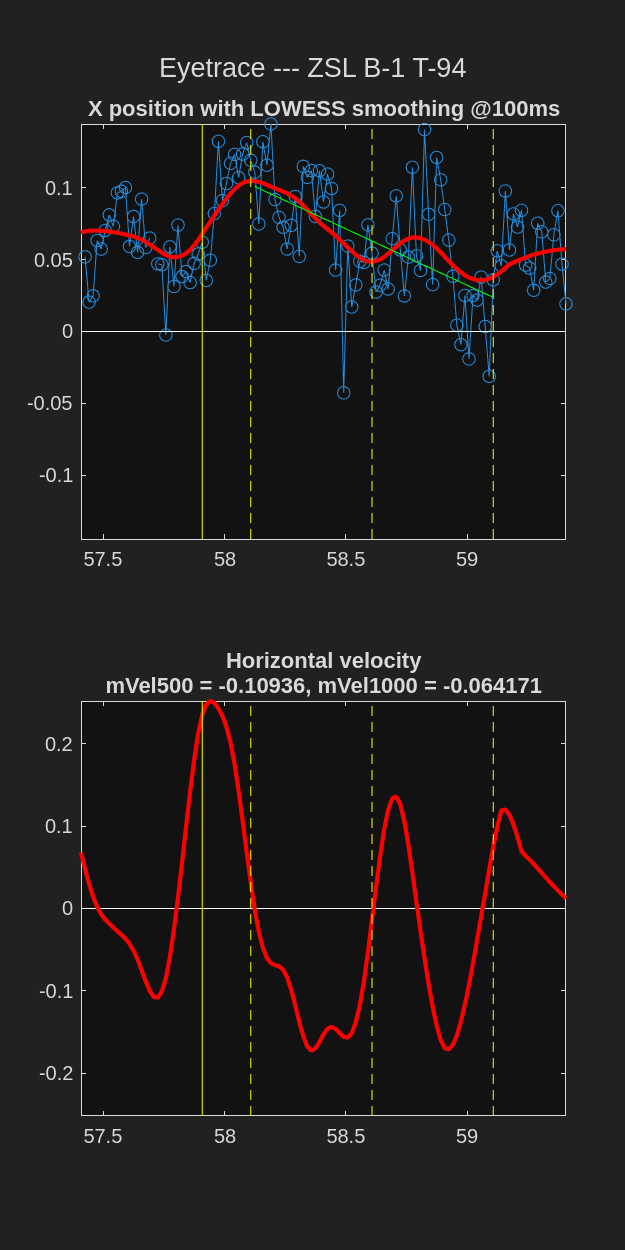 Eyetrace --- ZSL B-1 T-94
X position with LOWESS smoothing @100ms
0.1
0.05
0
-0.05
-0.1
57.5 58 58.5 59
Horizontal velocity
mVel500 = -0.10936, mVel1000 = -0.064171
0.2
0.1
0
-0.1
-0.2
57.5 58 58.5 59